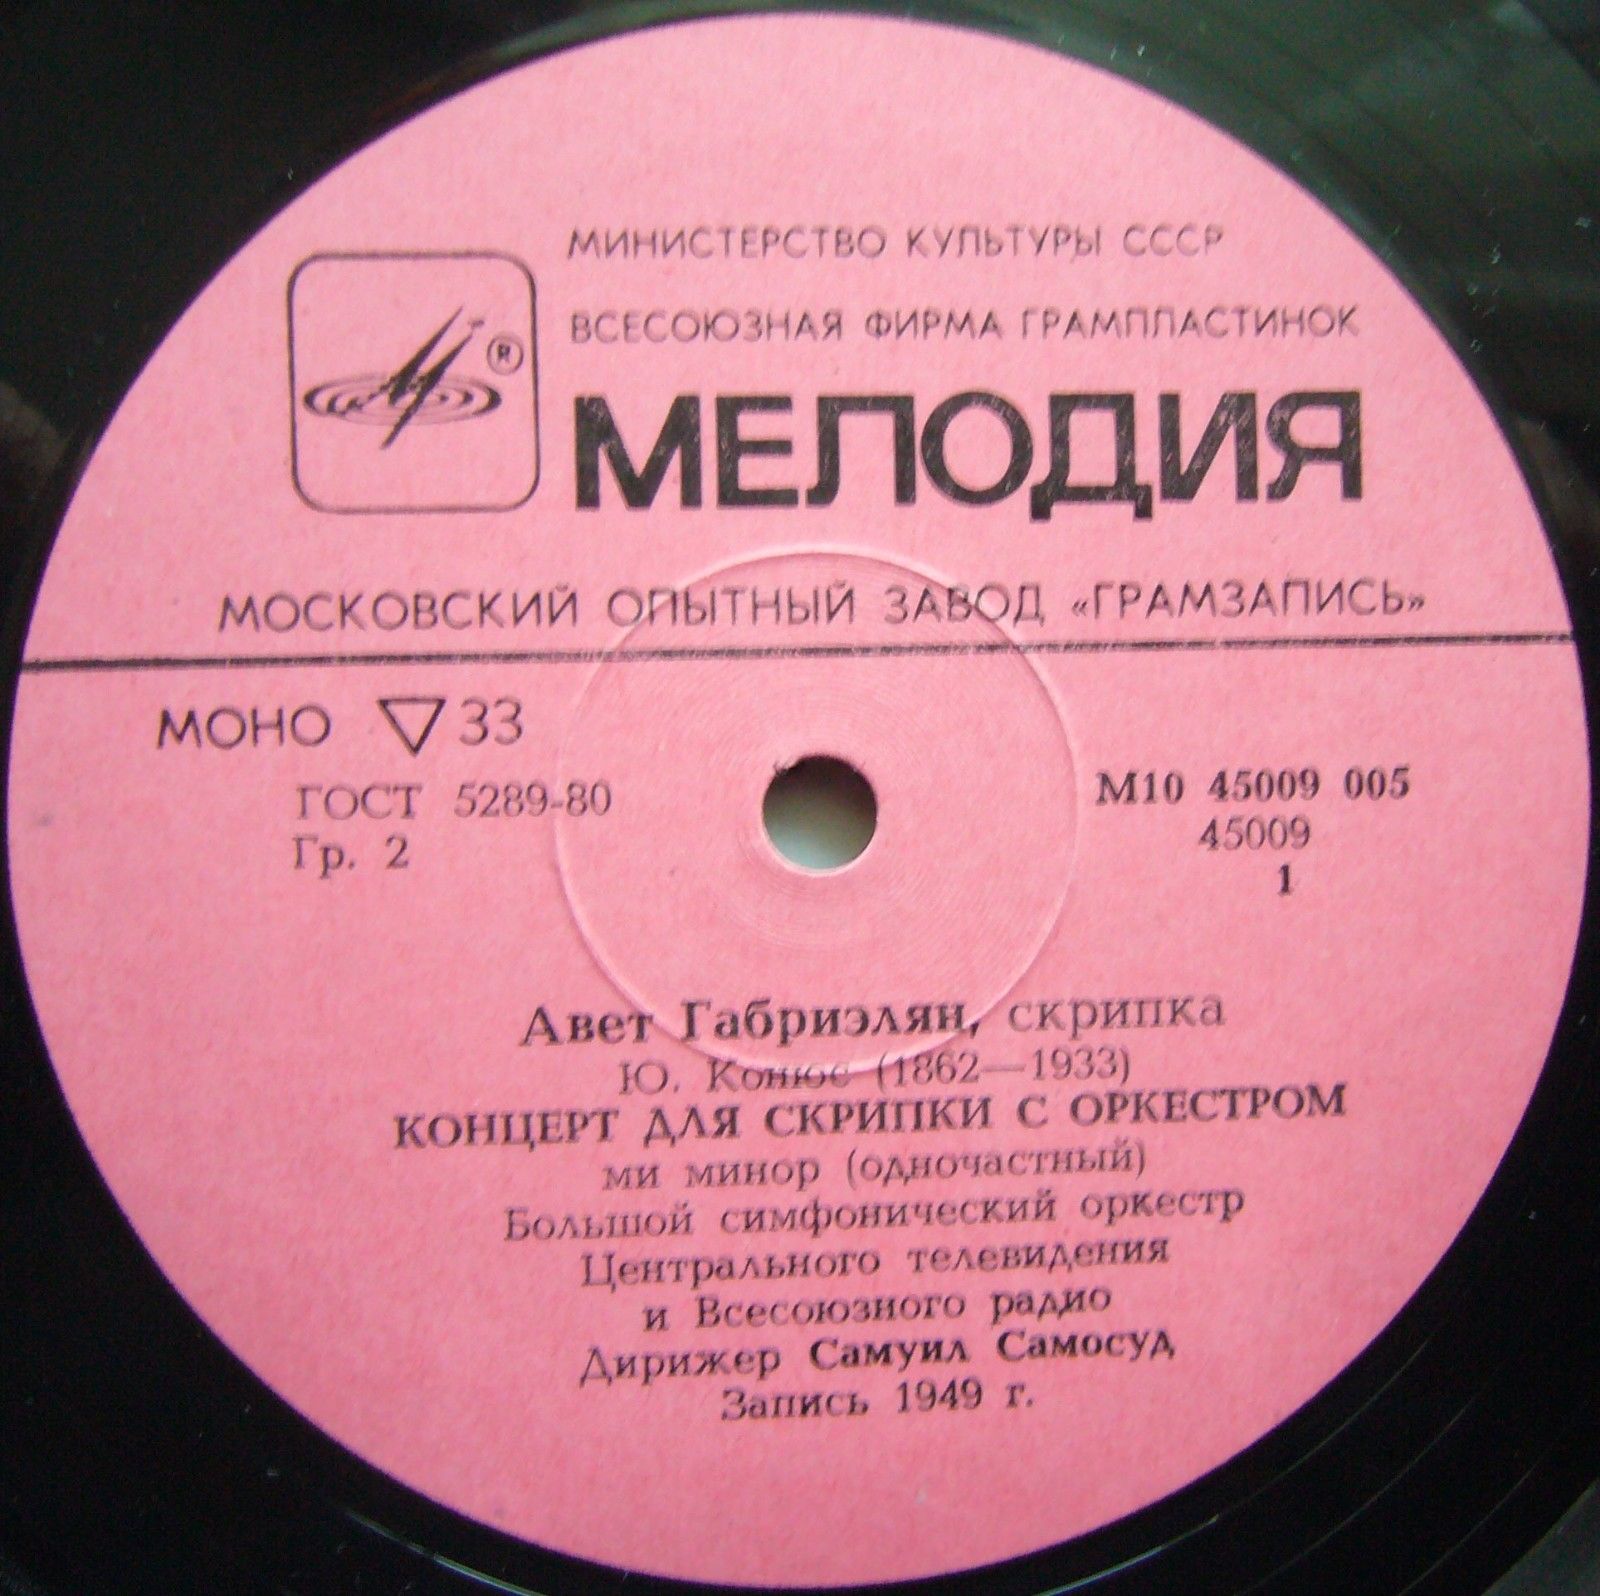 МИНИСТЕРСТВО КУЛЬТУРЫ СССР
ВСЕСОЮЗНАЯ ФИРМА ГРАМПЛАСТИНОК
®
МЕЛОДИЯ
МОСКОВСКИЙ ОПЫТНЫЙ ЗАВОД «ГРАМЗАПИСЬ»
МОНО ▽ 33
ГОСТ 5289-80
Гр. 2
М10 45009 005
45009
1
Авет Габриэлян, скрипка
Ю. Конюс (1862—1933)
КОНЦЕРТ ДЛЯ СКРИПКИ С ОРКЕСТРОМ
ми минор (одночастный)
Большой симфонический оркестр
Центрального телевидения
и Всесоюзного радио
Дирижер Самуил Самосуд
Запись 1949 г.